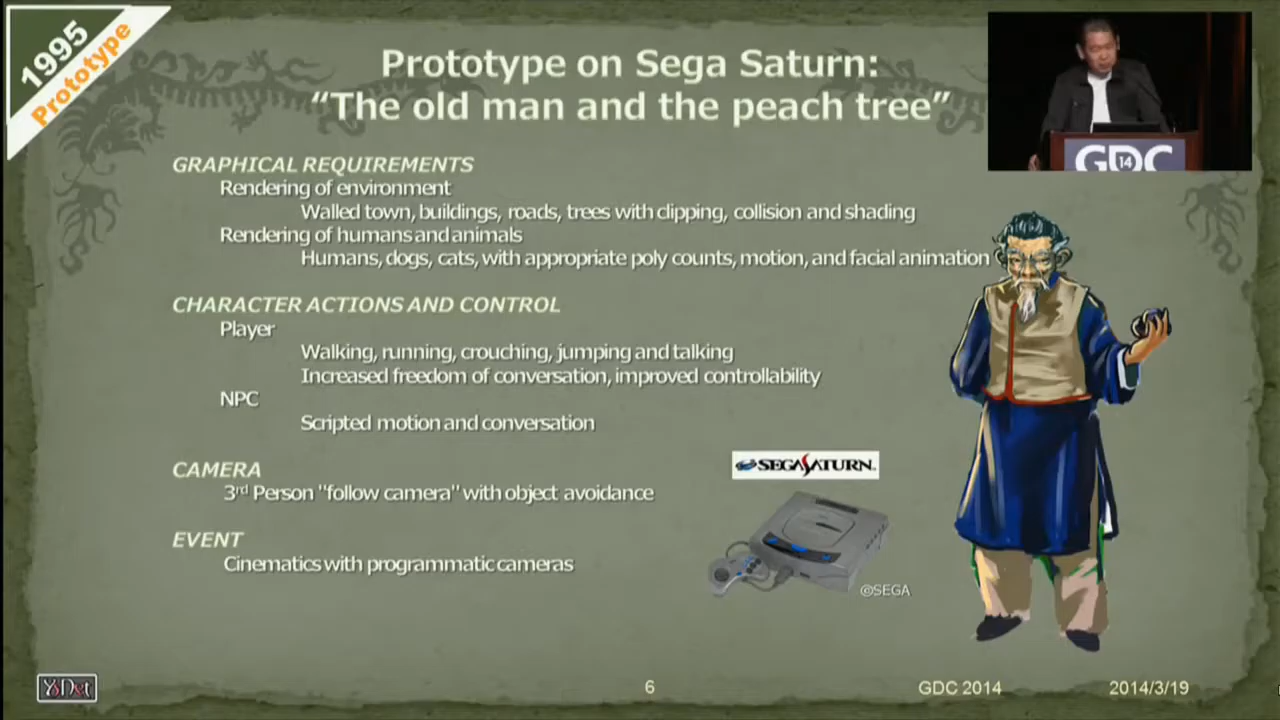 1995
Prototype
Prototype on Sega Saturn:
“The old man and the peach tree”
GDC
14
GRAPHICAL REQUIREMENTS
Rendering of environment
Walled town, buildings, roads, trees with clipping, collision and shading
Rendering of humans and animals
Humans, dogs, cats, with appropriate poly counts, motion, and facial animation
CHARACTER ACTIONS AND CONTROL
Player
Walking, running, crouching, jumping and talking
Increased freedom of conversation, improved controllability
NPC
Scripted motion and conversation
CAMERA
3rd Person "follow camera" with object avoidance
SEGA SATURN
EVENT
Cinematics with programmatic cameras
©SEGA
YsNet
6
GDC 2014
2014/3/19